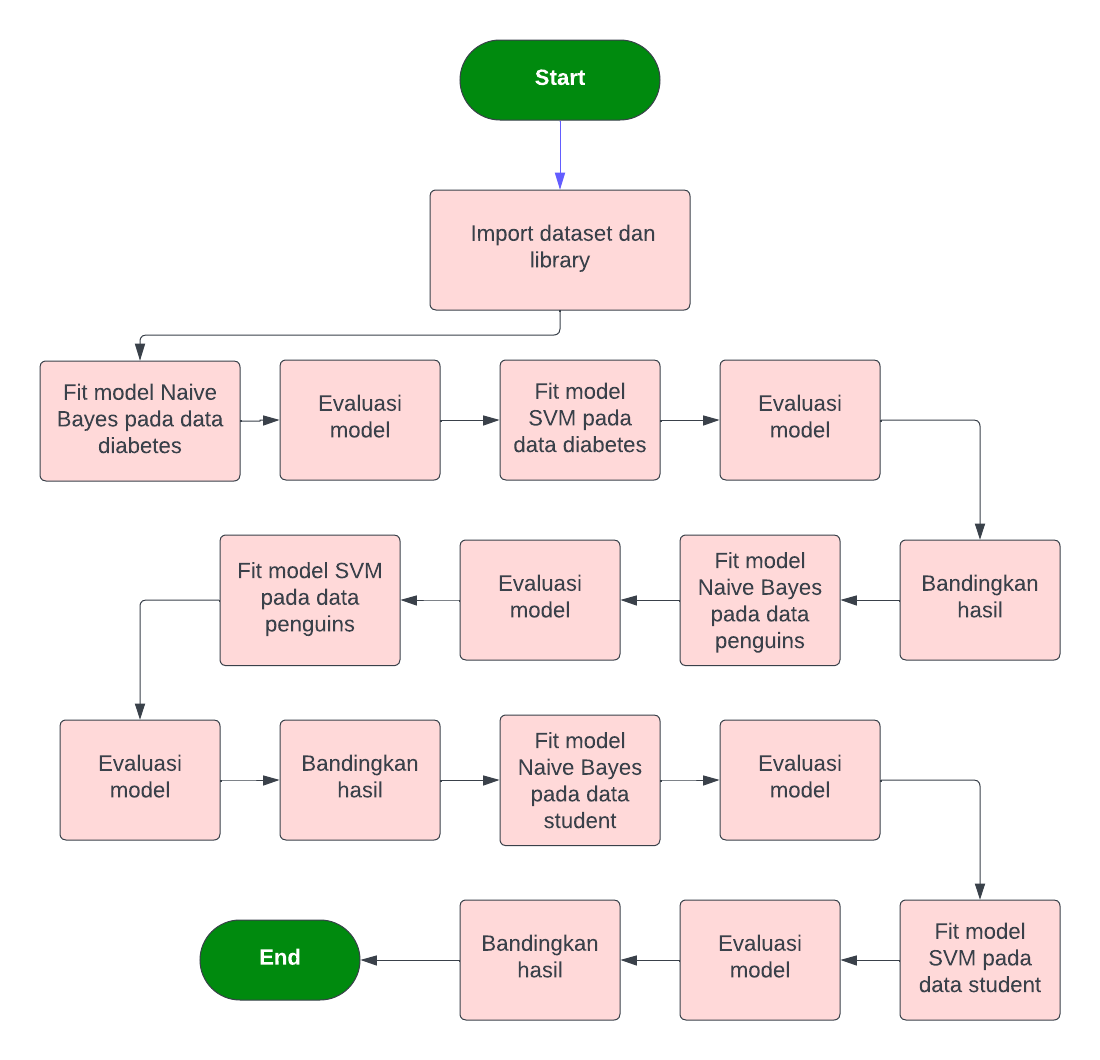 Start
Import dataset dan
library
Fit model Naive
Bayes pada data
diabetes
Evaluasi
model
Fit model
SVM pada
data diabetes
Evaluasi
model
Bandingkan
hasil
Fit model
Naive Bayes
pada data
penguins
Evaluasi
model
Fit model SVM
pada data
penguins
Evaluasi
model
Bandingkan
hasil
Fit model
Naive Bayes
pada data
student
Evaluasi
model
Fit model
SVM pada
data student
Evaluasi
model
Bandingkan
hasil
End